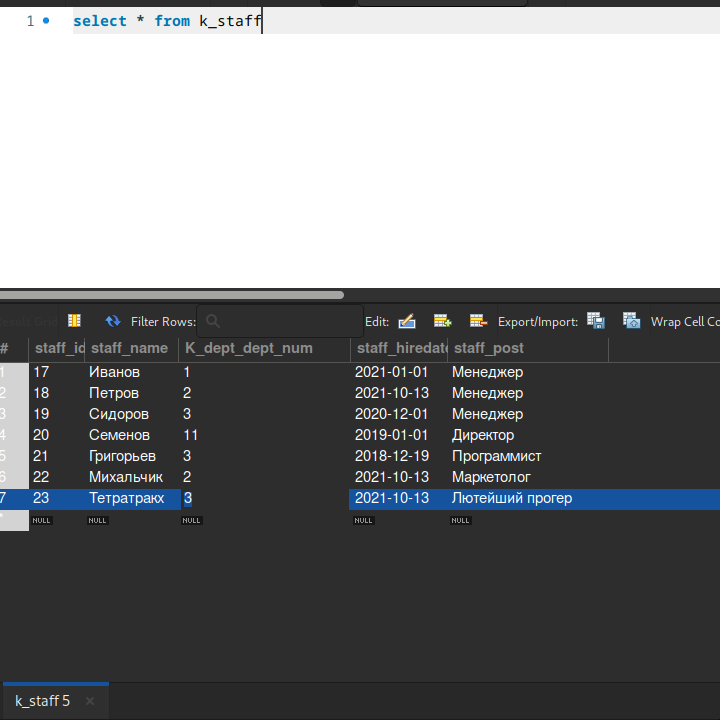 1 select * from k_staff
Filter Rows: Edit: Export/Import: Wrap Cell Co
# staff_id staff_name K_dept_dept_num staff_hiredate staff_post
1 17 Иванов 1 2021-01-01 Менеджер
2 18 Петров 2 2021-10-13 Менеджер
3 19 Сидоров 3 2020-12-01 Менеджер
4 20 Семенов 11 2019-01-01 Директор
5 21 Григорьев 3 2018-12-19 Программист
6 22 Михальчик 2 2021-10-13 Маркетолог
7 23 Тетратракх 3 2021-10-13 Лютейший прогер
* NULL NULL NULL NULL NULL
k_staff 5 ×